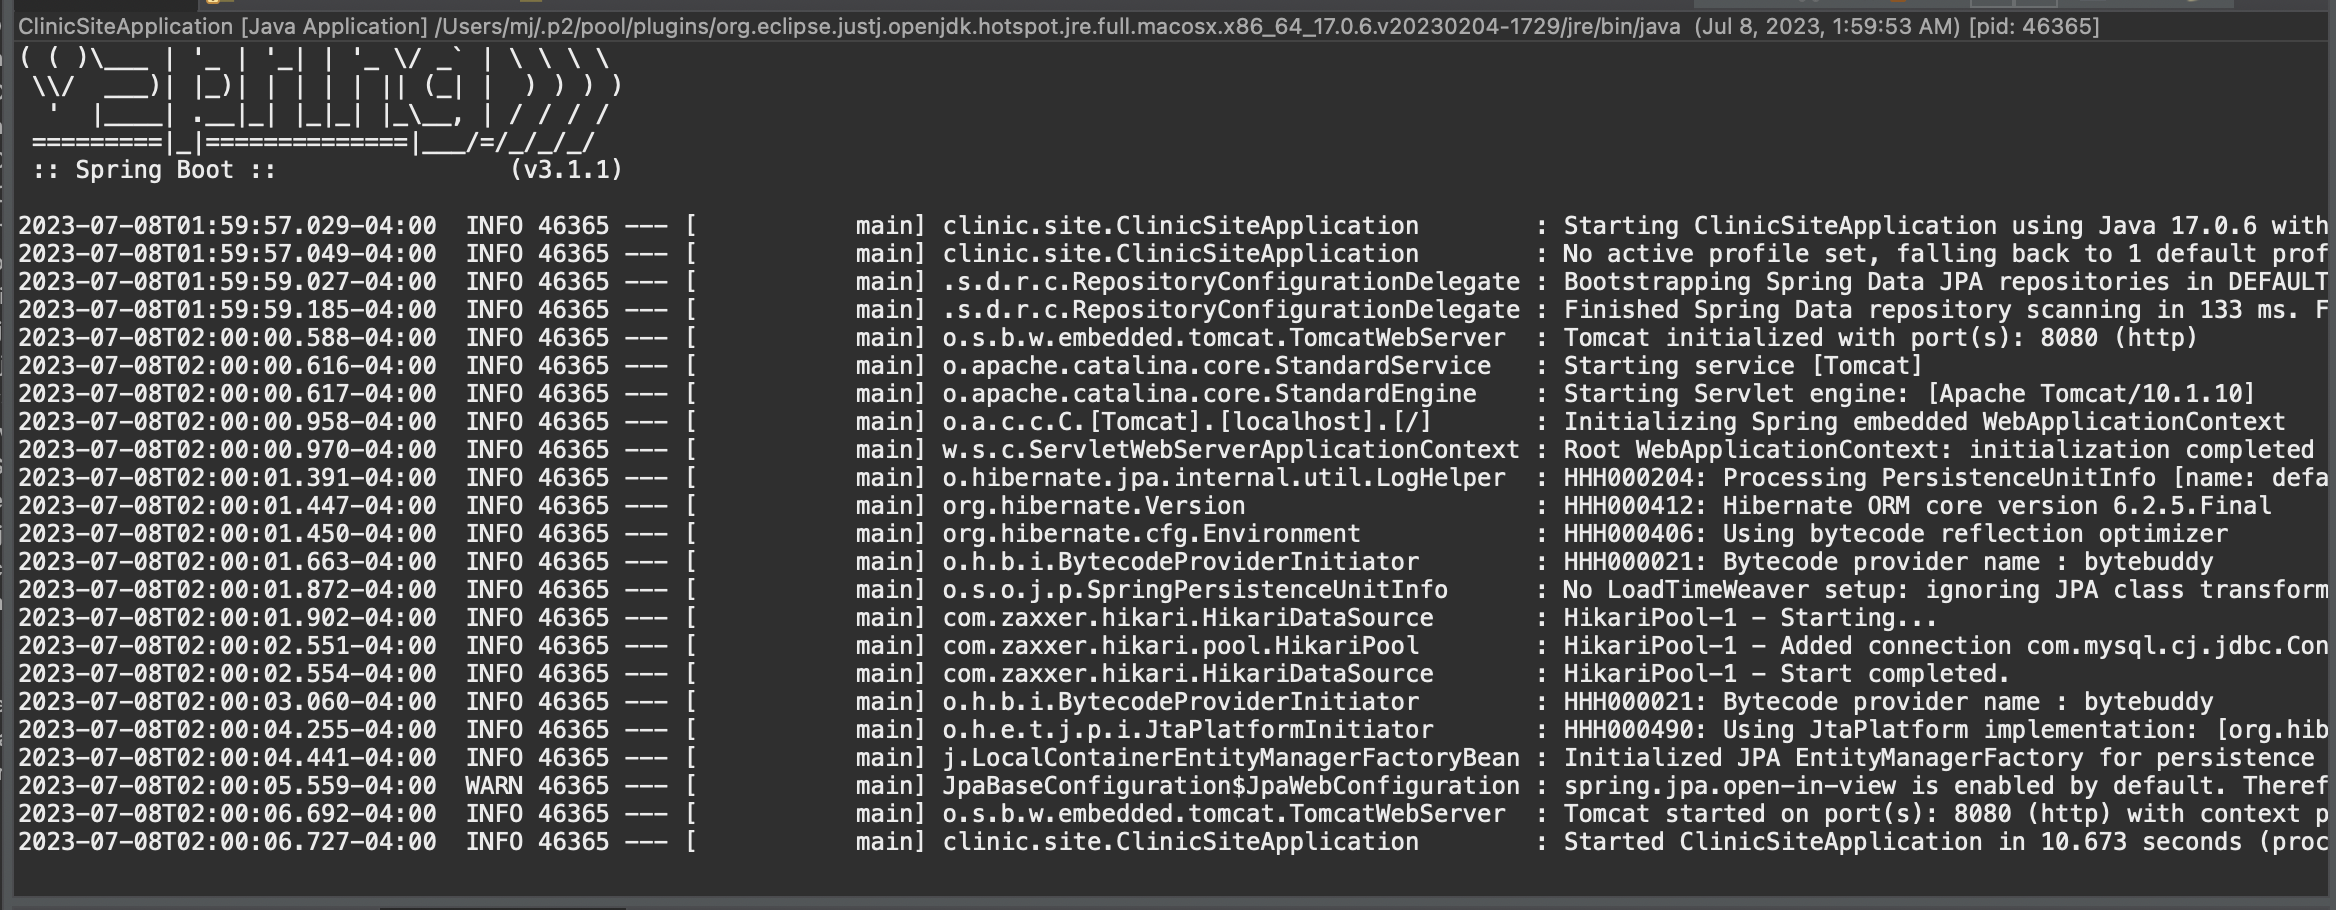 ClinicSiteApplication [Java Application] /Users/mj/.p2/pool/plugins/org.eclipse.justj.openjdk.hotspot.jre.full.macosx.x86_64_17.0.6.v20230204-1729/jre/bin/java  (Jul 8, 2023, 1:59:53 AM) [pid: 46365]
( ( )\___ | '_ | '_| | '_ \/ _` | \ \ \ \
 \\/  ___)| |_)| | | | | || (_| |  ) ) ) )
  '  |____| .__|_| |_|_| |_\__, | / / / /
 =========|_|==============|___/=/_/_/_/
 :: Spring Boot ::                (v3.1.1)
2023-07-08T01:59:57.029-04:00  INFO 46365 --- [           main] clinic.site.ClinicSiteApplication        : Starting ClinicSiteApplication using Java 17.0.6 with
2023-07-08T01:59:57.049-04:00  INFO 46365 --- [           main] clinic.site.ClinicSiteApplication        : No active profile set, falling back to 1 default prof
2023-07-08T01:59:59.027-04:00  INFO 46365 --- [           main] .s.d.r.c.RepositoryConfigurationDelegate : Bootstrapping Spring Data JPA repositories in DEFAULT
2023-07-08T01:59:59.185-04:00  INFO 46365 --- [           main] .s.d.r.c.RepositoryConfigurationDelegate : Finished Spring Data repository scanning in 133 ms. F
2023-07-08T02:00:00.588-04:00  INFO 46365 --- [           main] o.s.b.w.embedded.tomcat.TomcatWebServer  : Tomcat initialized with port(s): 8080 (http)
2023-07-08T02:00:00.616-04:00  INFO 46365 --- [           main] o.apache.catalina.core.StandardService   : Starting service [Tomcat]
2023-07-08T02:00:00.617-04:00  INFO 46365 --- [           main] o.apache.catalina.core.StandardEngine    : Starting Servlet engine: [Apache Tomcat/10.1.10]
2023-07-08T02:00:00.958-04:00  INFO 46365 --- [           main] o.a.c.c.C.[Tomcat].[localhost].[/]       : Initializing Spring embedded WebApplicationContext
2023-07-08T02:00:00.970-04:00  INFO 46365 --- [           main] w.s.c.ServletWebServerApplicationContext : Root WebApplicationContext: initialization completed
2023-07-08T02:00:01.391-04:00  INFO 46365 --- [           main] o.hibernate.jpa.internal.util.LogHelper  : HHH000204: Processing PersistenceUnitInfo [name: defa
2023-07-08T02:00:01.447-04:00  INFO 46365 --- [           main] org.hibernate.Version                    : HHH000412: Hibernate ORM core version 6.2.5.Final
2023-07-08T02:00:01.450-04:00  INFO 46365 --- [           main] org.hibernate.cfg.Environment            : HHH000406: Using bytecode reflection optimizer
2023-07-08T02:00:01.663-04:00  INFO 46365 --- [           main] o.h.b.i.BytecodeProviderInitiator        : HHH000021: Bytecode provider name : bytebuddy
2023-07-08T02:00:01.872-04:00  INFO 46365 --- [           main] o.s.o.j.p.SpringPersistenceUnitInfo      : No LoadTimeWeaver setup: ignoring JPA class transform
2023-07-08T02:00:01.902-04:00  INFO 46365 --- [           main] com.zaxxer.hikari.HikariDataSource       : HikariPool-1 - Starting...
2023-07-08T02:00:02.551-04:00  INFO 46365 --- [           main] com.zaxxer.hikari.pool.HikariPool        : HikariPool-1 - Added connection com.mysql.cj.jdbc.Con
2023-07-08T02:00:02.554-04:00  INFO 46365 --- [           main] com.zaxxer.hikari.HikariDataSource       : HikariPool-1 - Start completed.
2023-07-08T02:00:03.060-04:00  INFO 46365 --- [           main] o.h.b.i.BytecodeProviderInitiator        : HHH000021: Bytecode provider name : bytebuddy
2023-07-08T02:00:04.255-04:00  INFO 46365 --- [           main] o.h.e.t.j.p.i.JtaPlatformInitiator       : HHH000490: Using JtaPlatform implementation: [org.hib
2023-07-08T02:00:04.441-04:00  INFO 46365 --- [           main] j.LocalContainerEntityManagerFactoryBean : Initialized JPA EntityManagerFactory for persistence
2023-07-08T02:00:05.559-04:00  WARN 46365 --- [           main] JpaBaseConfiguration$JpaWebConfiguration : spring.jpa.open-in-view is enabled by default. Theref
2023-07-08T02:00:06.692-04:00  INFO 46365 --- [           main] o.s.b.w.embedded.tomcat.TomcatWebServer  : Tomcat started on port(s): 8080 (http) with context p
2023-07-08T02:00:06.727-04:00  INFO 46365 --- [           main] clinic.site.ClinicSiteApplication        : Started ClinicSiteApplication in 10.673 seconds (proc